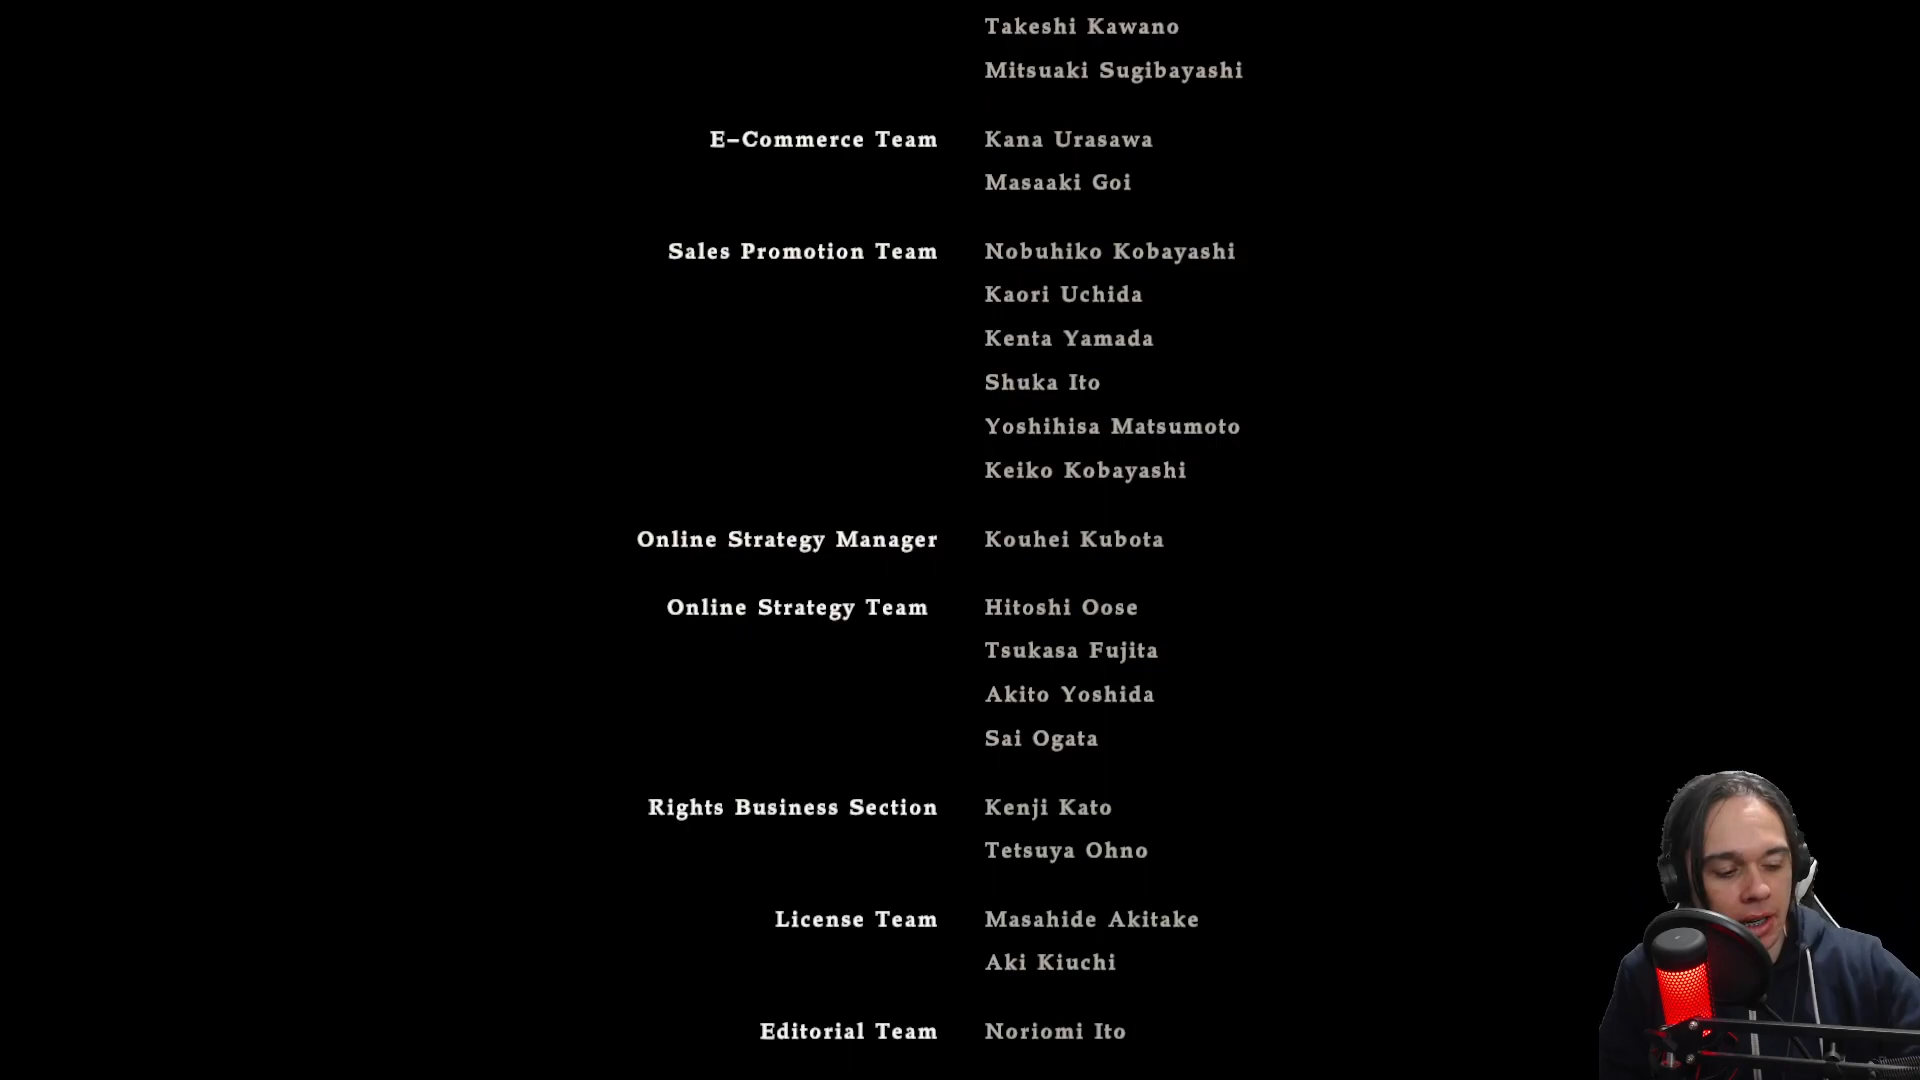 Takeshi Kawano
Mitsuaki Sugibayashi
E-Commerce Team Kana Urasawa
Masaaki Goi
Sales Promotion Team Nobuhiko Kobayashi
Kaori Uchida
Kenta Yamada
Shuka Ito
Yoshihisa Matsumoto
Keiko Kobayashi
Online Strategy Manager Kouhei Kubota
Online Strategy Team Hitoshi Oose
Tsukasa Fujita
Akito Yoshida
Sai Ogata
Rights Business Section Kenji Kato
Tetsuya Ohno
License Team Masahide Akitake
Aki Kiuchi
Editorial Team Noriomi Ito